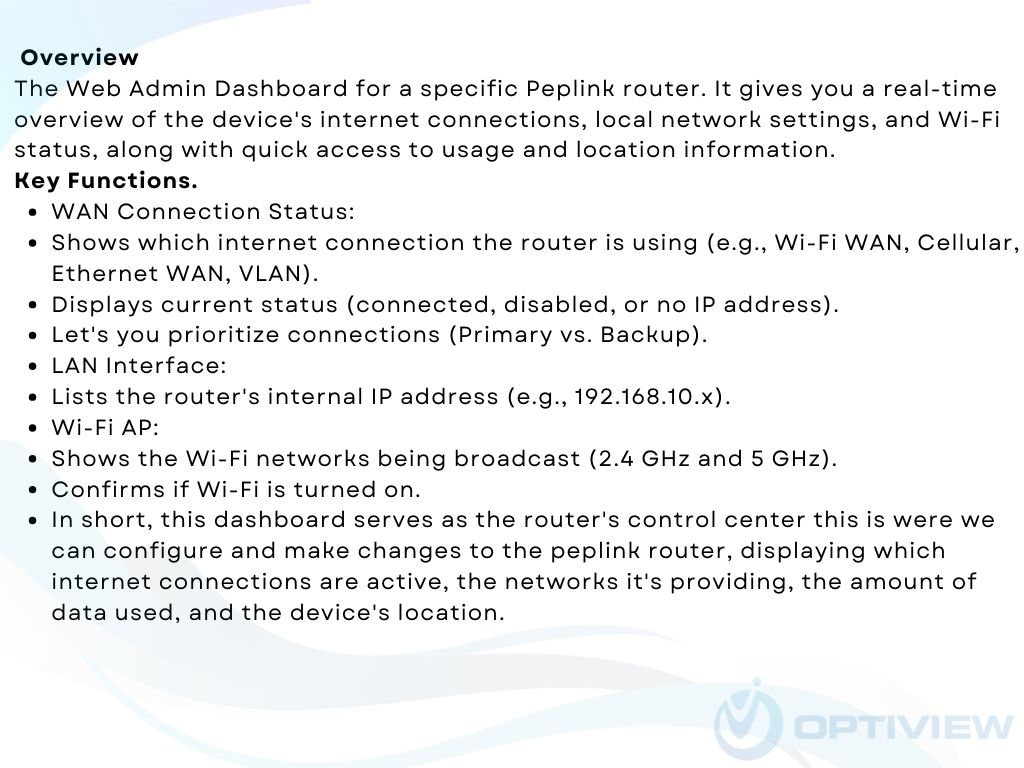 Overview
The Web Admin Dashboard for a specific Peplink router. It gives you a real-time
overview of the device's internet connections, local network settings, and Wi-Fi
status, along with quick access to usage and location information.
Key Functions.
• WAN Connection Status:
• Shows which internet connection the router is using (e.g., Wi-Fi WAN, Cellular,
Ethernet WAN, VLAN).
• Displays current status (connected, disabled, or no IP address).
• Let's you prioritize connections (Primary vs. Backup).
• LAN Interface:
• Lists the router's internal IP address (e.g., 192.168.10.x).
• Wi-Fi AP:
• Shows the Wi-Fi networks being broadcast (2.4 GHz and 5 GHz).
• Confirms if Wi-Fi is turned on.
• In short, this dashboard serves as the router's control center this is were we
can configure and make changes to the peplink router, displaying which
internet connections are active, the networks it's providing, the amount of
data used, and the device's location.
OPTIVIEW